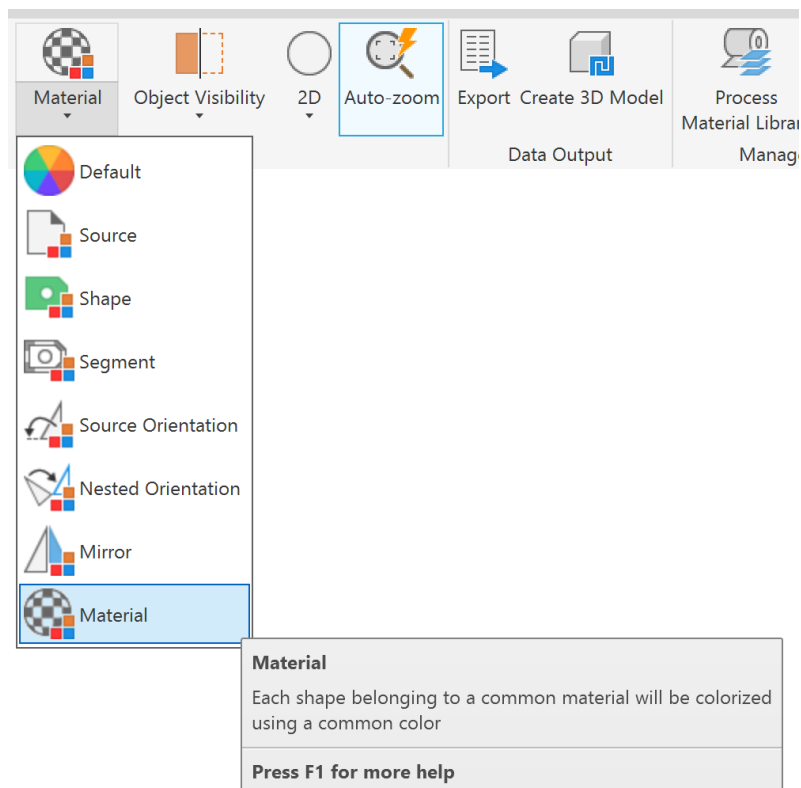 Material
Object Visibility
2D
Auto-zoom
Export
Create 3D Model
Process
Material
Data Output
Default
Source
Shape
Segment
Source Orientation
Nested Orientation
Mirror
Material
Material
Each shape belonging to a common material will be colorized
using a common color
Press F1 for more help